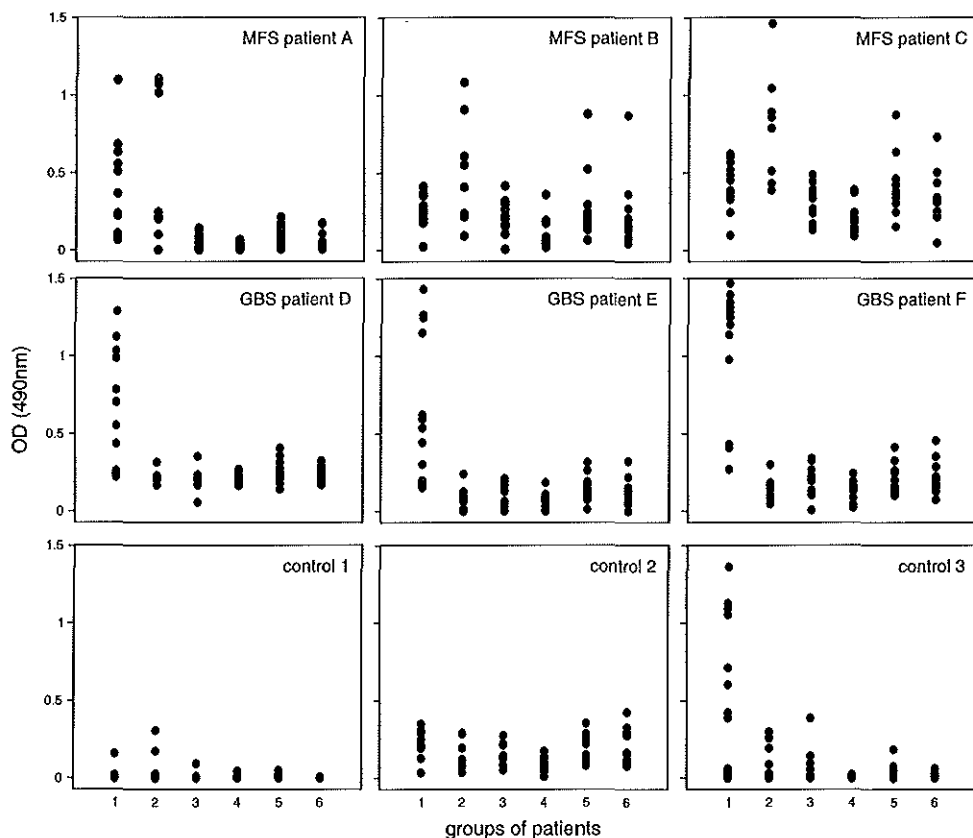 1.5
MFS patient A
MFS patient B
MFS patient C
1
0.5
0
1.5
GBS patient D
GBS patient E
GBS patient F
1
0.5
0
OD (490nm)
1.5
control 1
control 2
control 3
1
0.5
0
1 2 3 4 5 6
1 2 3 4 5 6
1 2 3 4 5 6
groups of patients